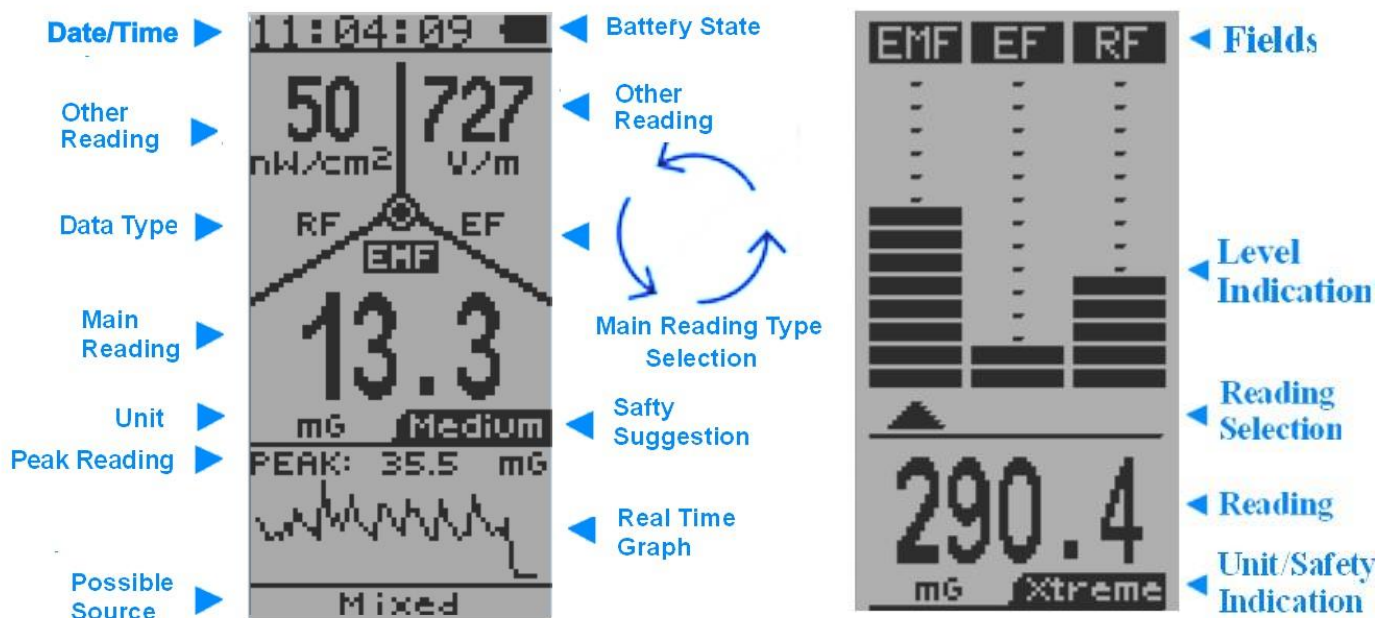 Date/Time
11:04:09
Battery State
Other
Reading
50
nW/cm²
727
V/m
Other
Reading
Data Type
RF
EF
EMF
Main
Reading
13.3
Main Reading Type
Selection
Unit
mG
Medium
Safty
Suggestion
Peak Reading
PEAK: 35.5 mG
Real Time
Graph
Possible
Source
Mixed
EMF EF RF
Fields
Level
Indication
Reading
Selection
290.4
Reading
mG
Xtreme
Unit/Safety
Indication